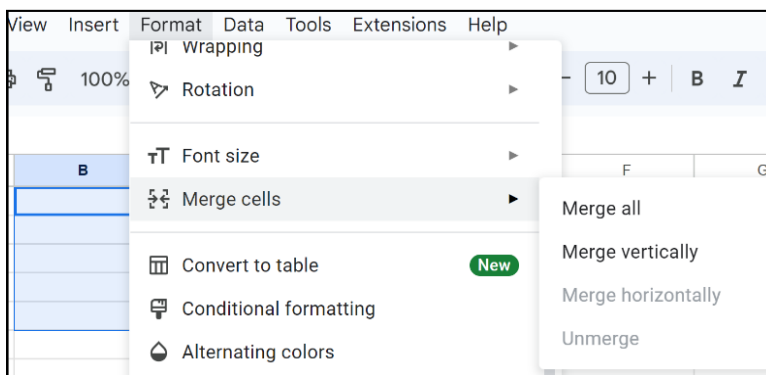 View Insert Format Data Tools Extensions Help
Wrapping
100%
10 + B I
Rotation
Font size
B
F
Merge cells
Merge all
Merge vertically
Convert to table New
Merge horizontally
Conditional formatting
Unmerge
Alternating colors